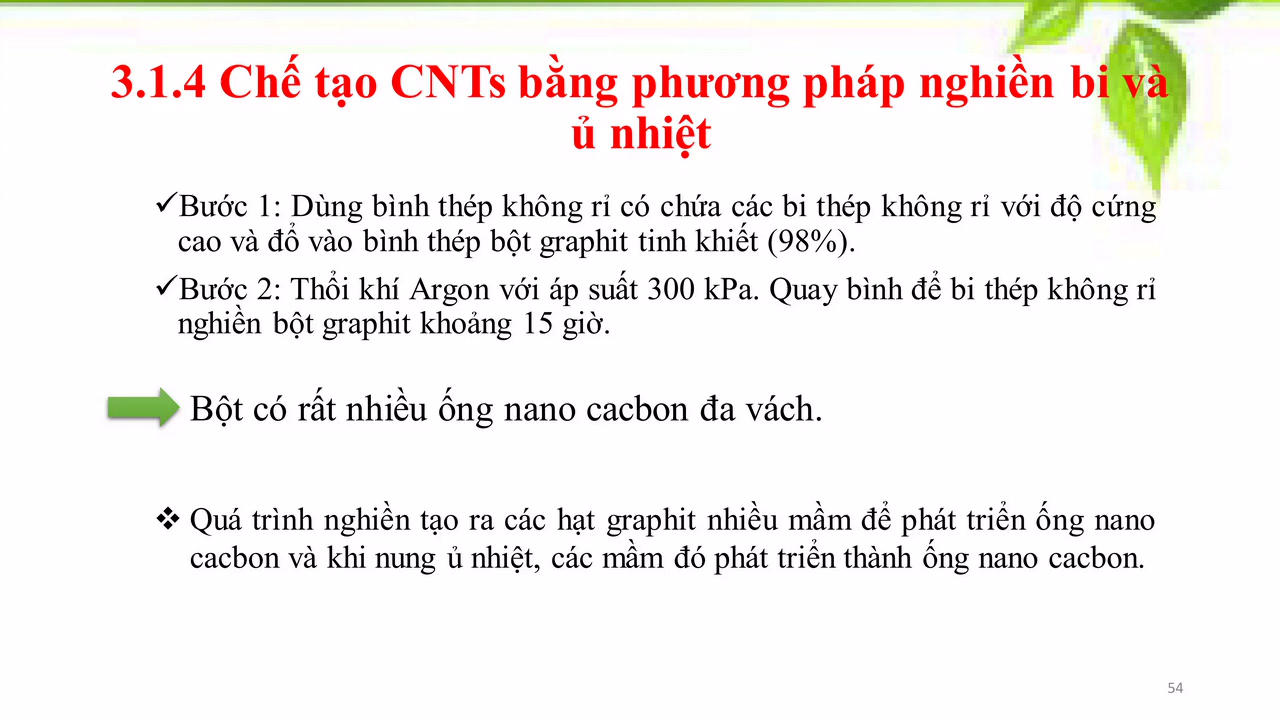 3.1.4 Chế tạo CNTs bằng phương pháp nghiền bi và
ủ nhiệt
✓Bước 1: Dùng bình thép không rỉ có chứa các bi thép không rỉ với độ cứng
cao và đổ vào bình thép bột graphit tinh khiết (98%).
✓Bước 2: Thổi khí Argon với áp suất 300 kPa. Quay bình để bi thép không rỉ
nghiền bột graphit khoảng 15 giờ.
Bột có rất nhiều ống nano cacbon đa vách.
❖ Quá trình nghiền tạo ra các hạt graphit nhiều mầm để phát triển ống nano
cacbon và khi nung ủ nhiệt, các mầm đó phát triển thành ống nano cacbon.
54